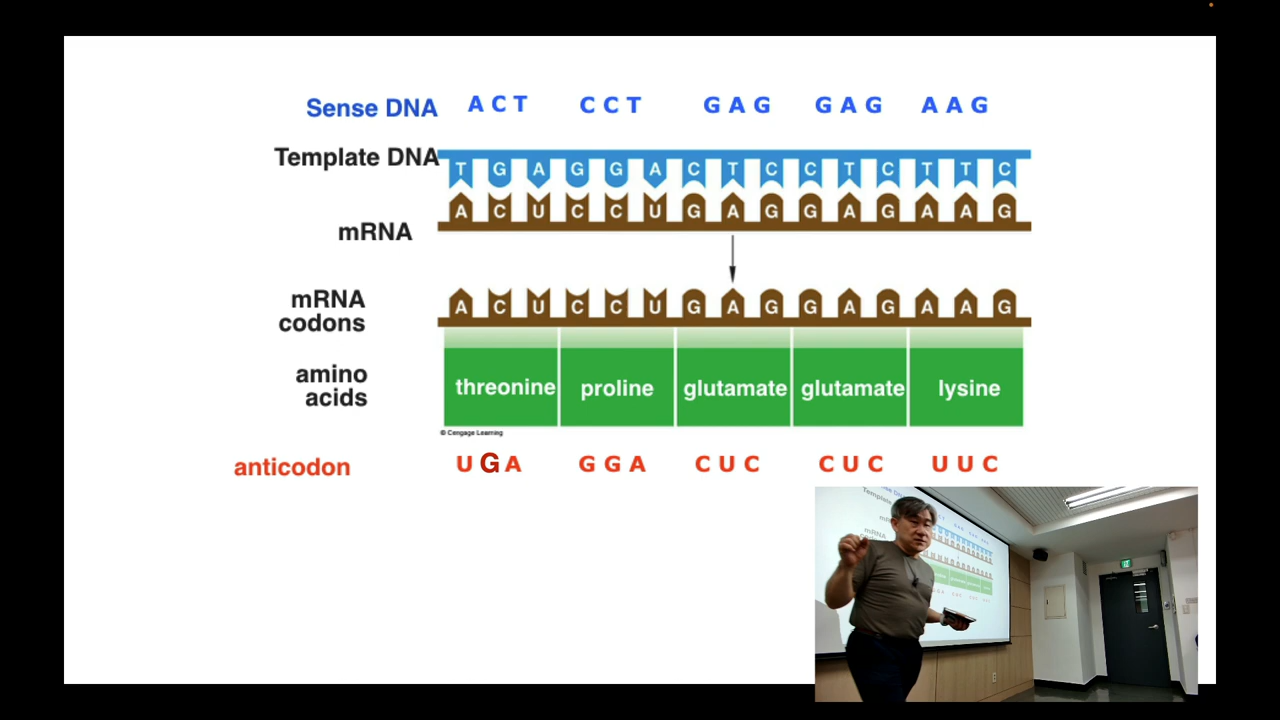 Sense DNA A C T C C T G A G G A G A A G
Template DNA T G A G G A C T C C T C T T C
mRNA A C U C C U G A G G A G A A G
mRNA codons A C U C C U G A G G A G A A G
amino acids threonine proline glutamate glutamate lysine
© Cengage Learning
anticodon U G A G G A C U C C U C U U C